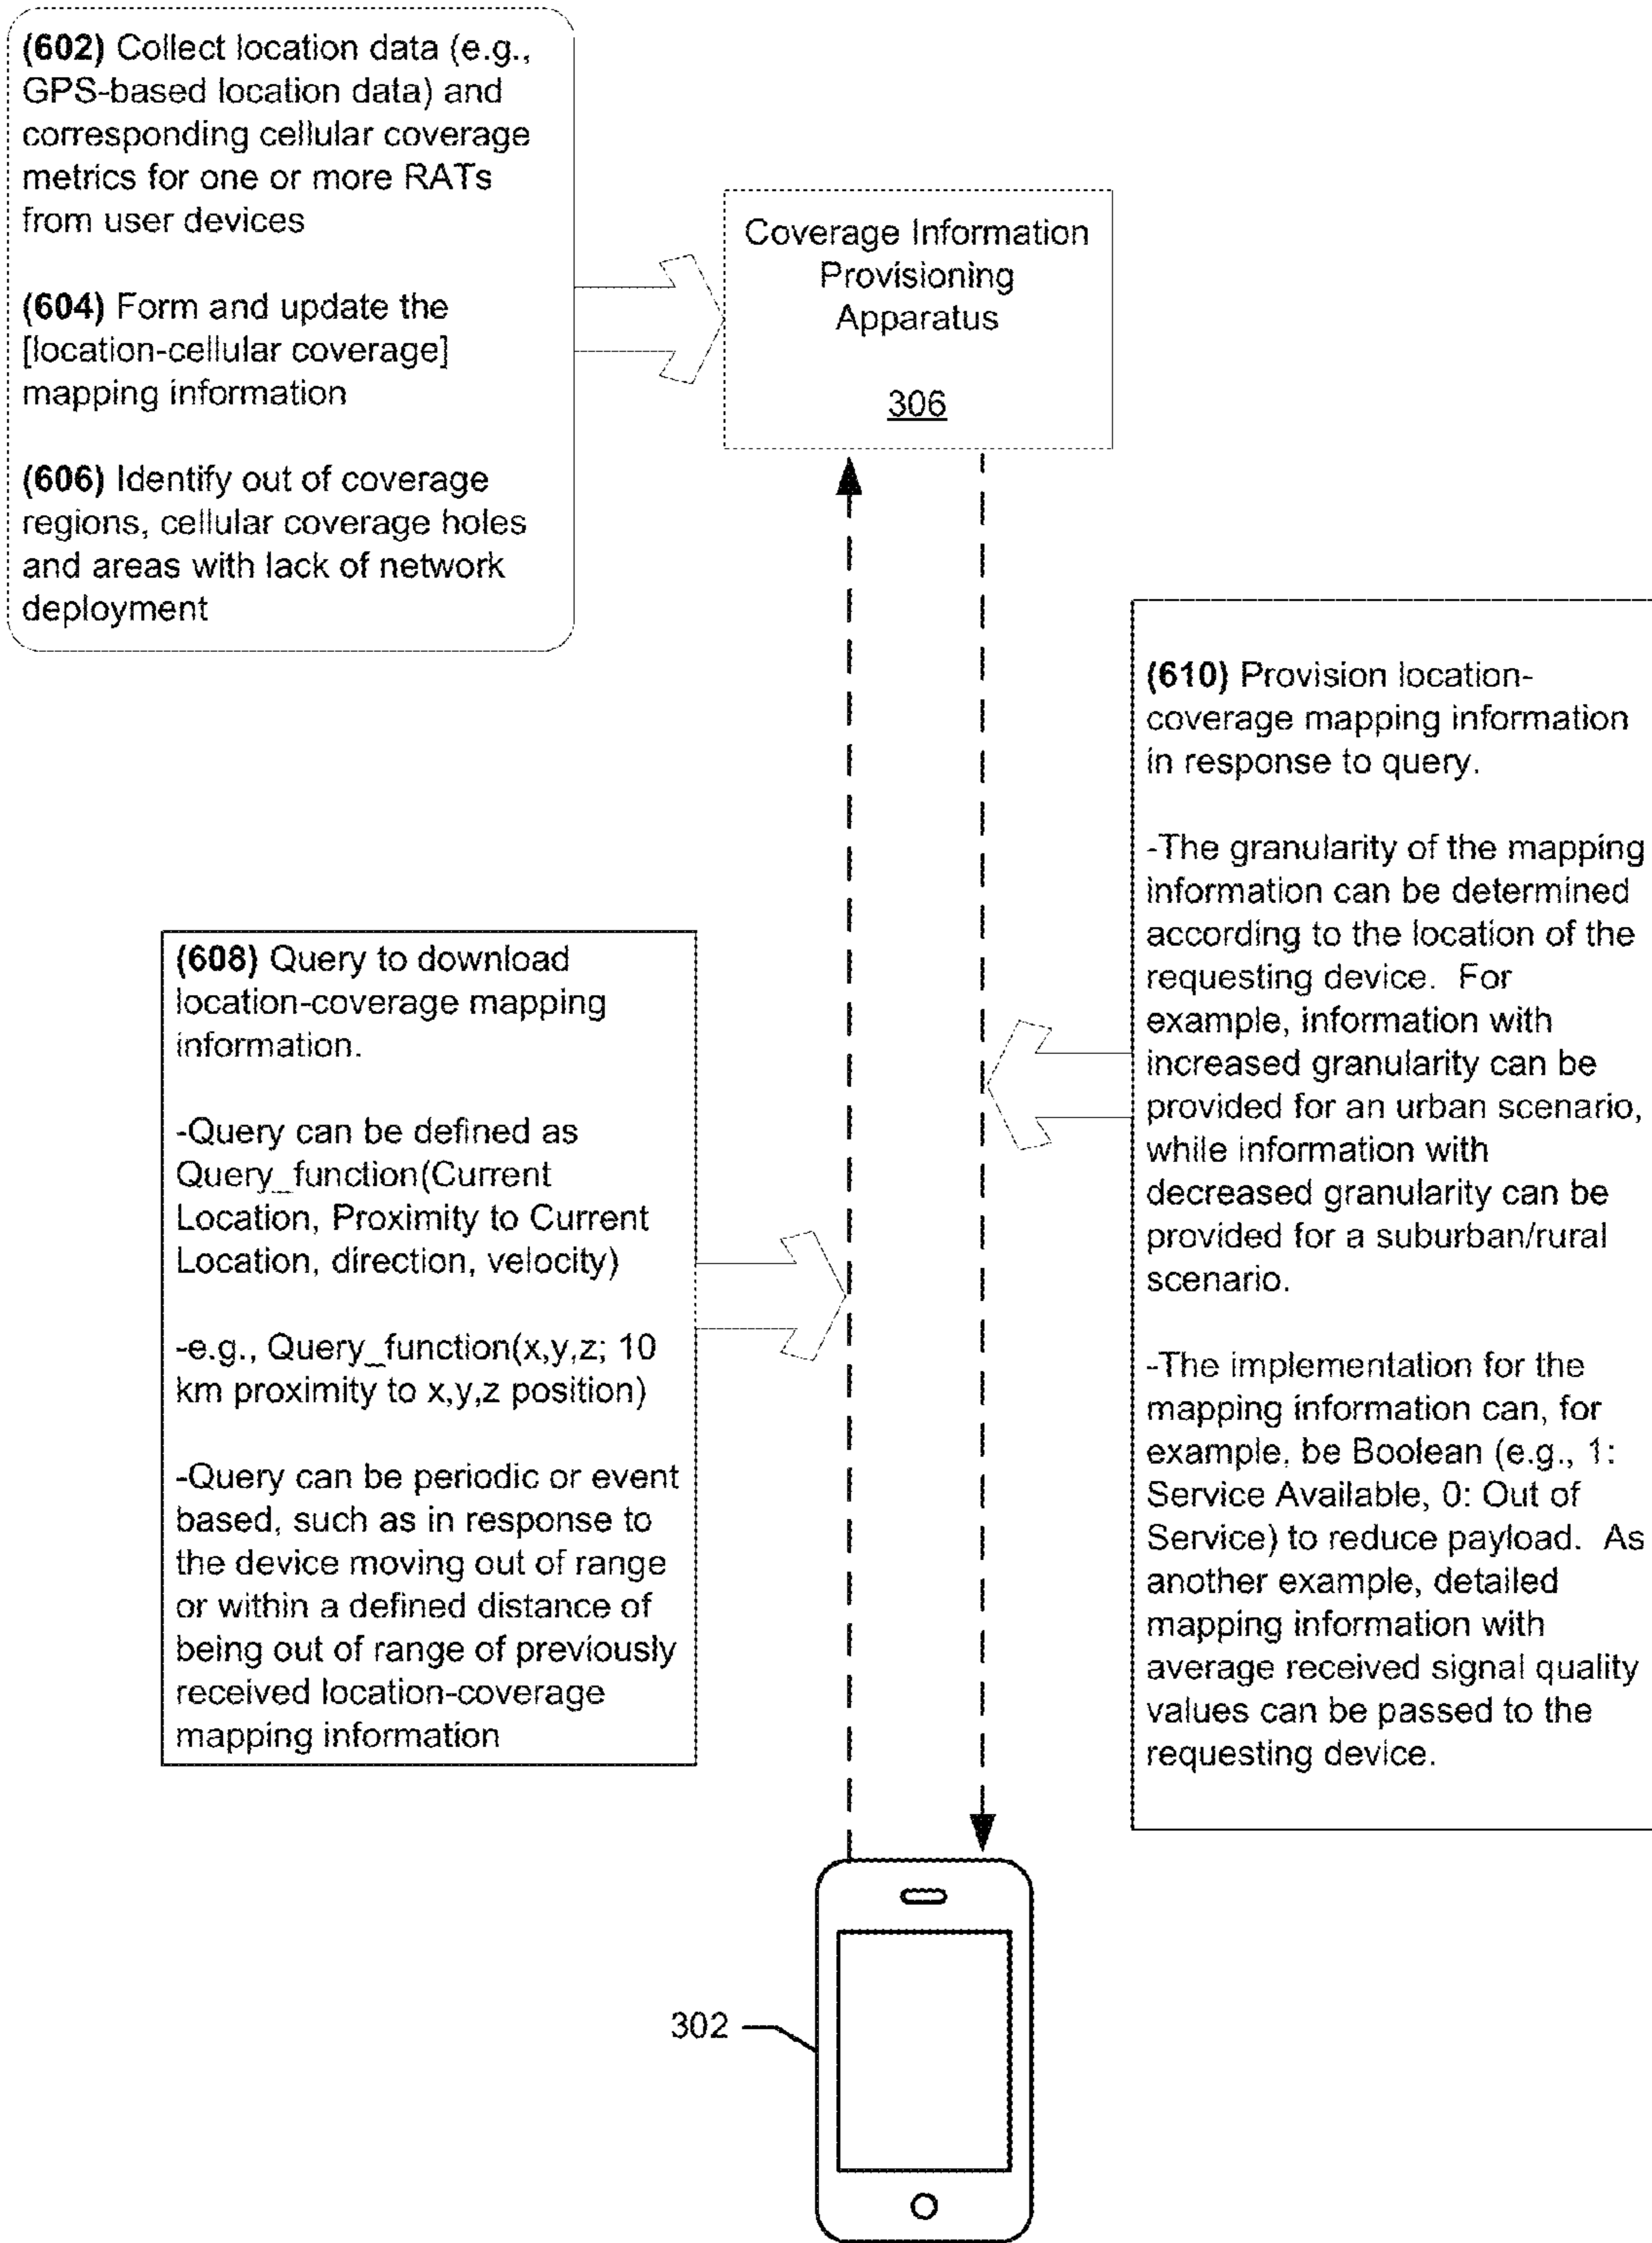 (602) Collect location data (e.g.,
GPS-based location data) and
corresponding cellular coverage
metrics for one or more RATs
from user devices
(604) Form and update the
[location-cellular coverage]
mapping information
(606) Identify out of coverage
regions, cellular coverage holes
and areas with lack of network
deployment
Coverage Information
Provisioning
Apparatus
306
(608) Query to download
location-coverage mapping
information.
-Query can be defined as
Query_function(Current
Location, Proximity to Current
Location, direction, velocity)
-e.g., Query_function(x,y,z; 10
km proximity to x,y,z position)
-Query can be periodic or event
based, such as in response to
the device moving out of range
or within a defined distance of
being out of range of previously
received location-coverage
mapping information
(610) Provision location-
coverage mapping information
in response to query.
-The granularity of the mapping
information can be determined
according to the location of the
requesting device. For
example, information with
increased granularity can be
provided for an urban scenario,
while information with
decreased granularity can be
provided for a suburban/rural
scenario.
-The implementation for the
mapping information can, for
example, be Boolean (e.g., 1:
Service Available, 0: Out of
Service) to reduce payload. As
another example, detailed
mapping information with
average received signal quality
values can be passed to the
requesting device.
302